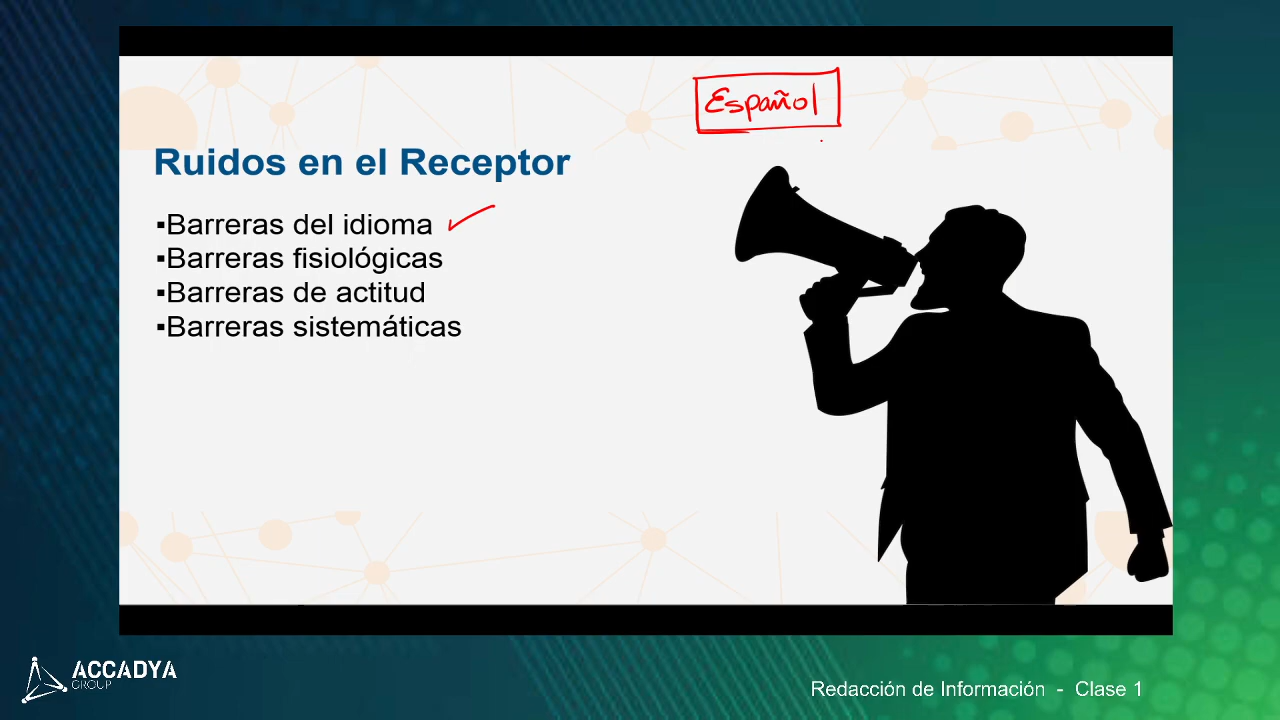 Español
Ruidos en el Receptor
▪Barreras del idioma
▪Barreras fisiológicas
▪Barreras de actitud
▪Barreras sistemáticas
ACCADYA
GROUP
Redacción de Información - Clase 1